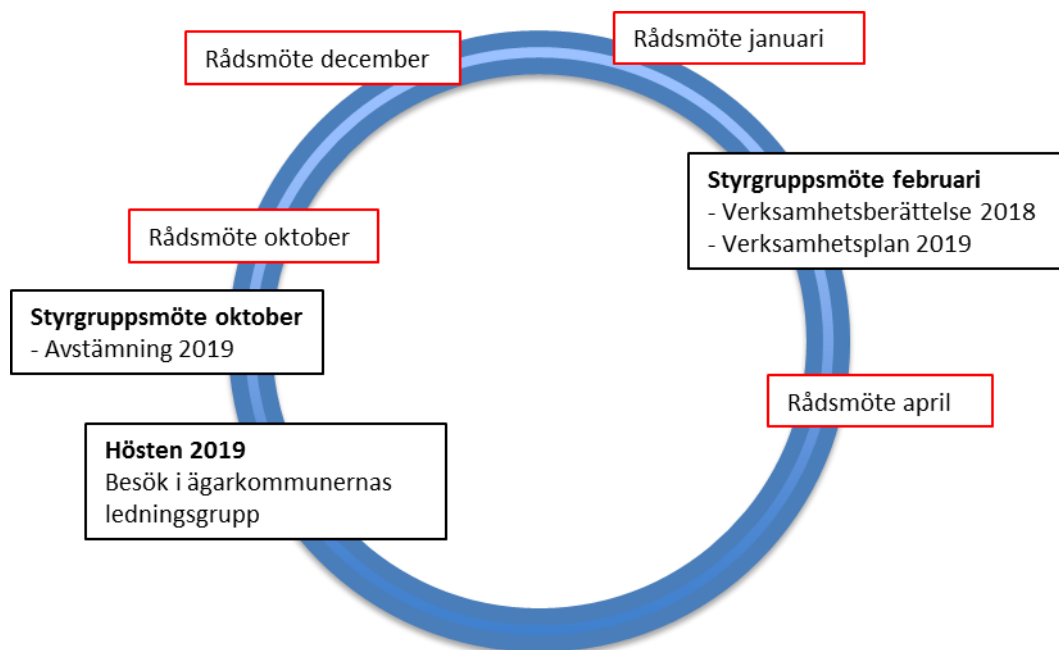 Rådsmöte december
Rådsmöte januari
Styrgruppsmöte februari
- Verksamhetsberättelse 2018
- Verksamhetsplan 2019
Rådsmöte oktober
Styrgruppsmöte oktober
- Avstämning 2019
Rådsmöte april
Hösten 2019
Besök i ägarkommunernas
ledningsgrupp